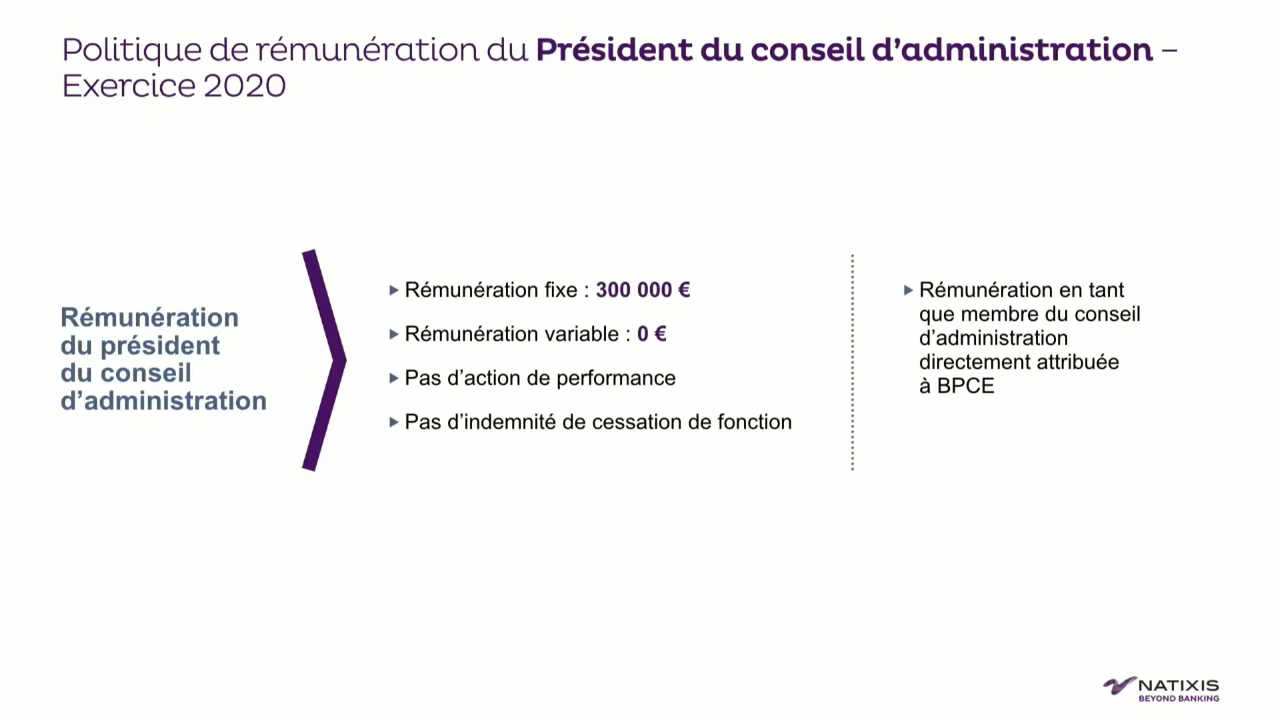 Politique de rémunération du Président du conseil d’administration –
Exercice 2020
Rémunération
du président
du conseil
d’administration
Rémunération fixe : 300 000 €
Rémunération variable : 0 €
Pas d’action de performance
Pas d’indemnité de cessation de fonction
Rémunération en tant
que membre du conseil
d’administration
directement attribuée
à BPCE
NATIXIS
BEYOND BANKING